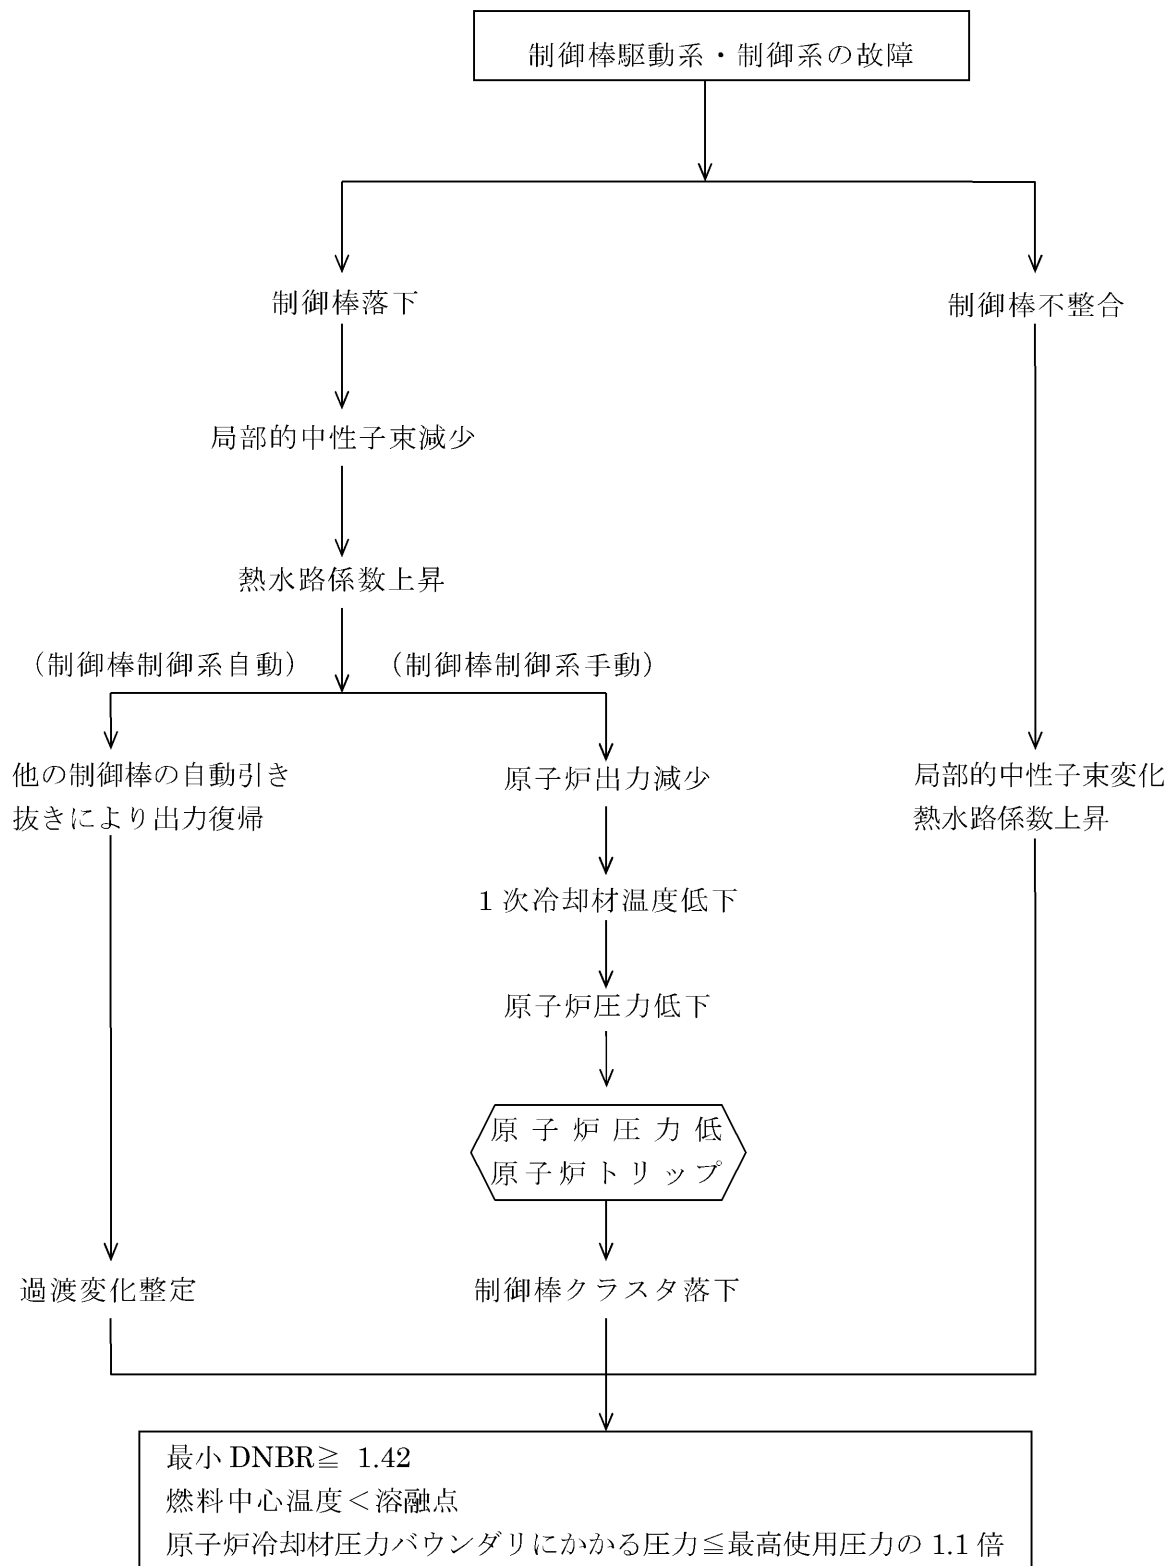 制御棒駆動系・制御系の故障
制御棒落下
制御棒不整合
局部的中性子束減少
熱水路係数上昇
（制御棒制御系自動）
（制御棒制御系手動）
他の制御棒の自動引き
抜きにより出力復帰
原子炉出力減少
局部的中性子束変化
熱水路係数上昇
1 次冷却材温度低下
原子炉圧力低下
原子炉圧力低
原子炉トリップ
過渡変化整定
制御棒クラスタ落下
最小 DNBR≧ 1.42
燃料中心温度＜溶融点
原子炉冷却材圧力バウンダリにかかる圧力≦最高使用圧力の 1.1 倍